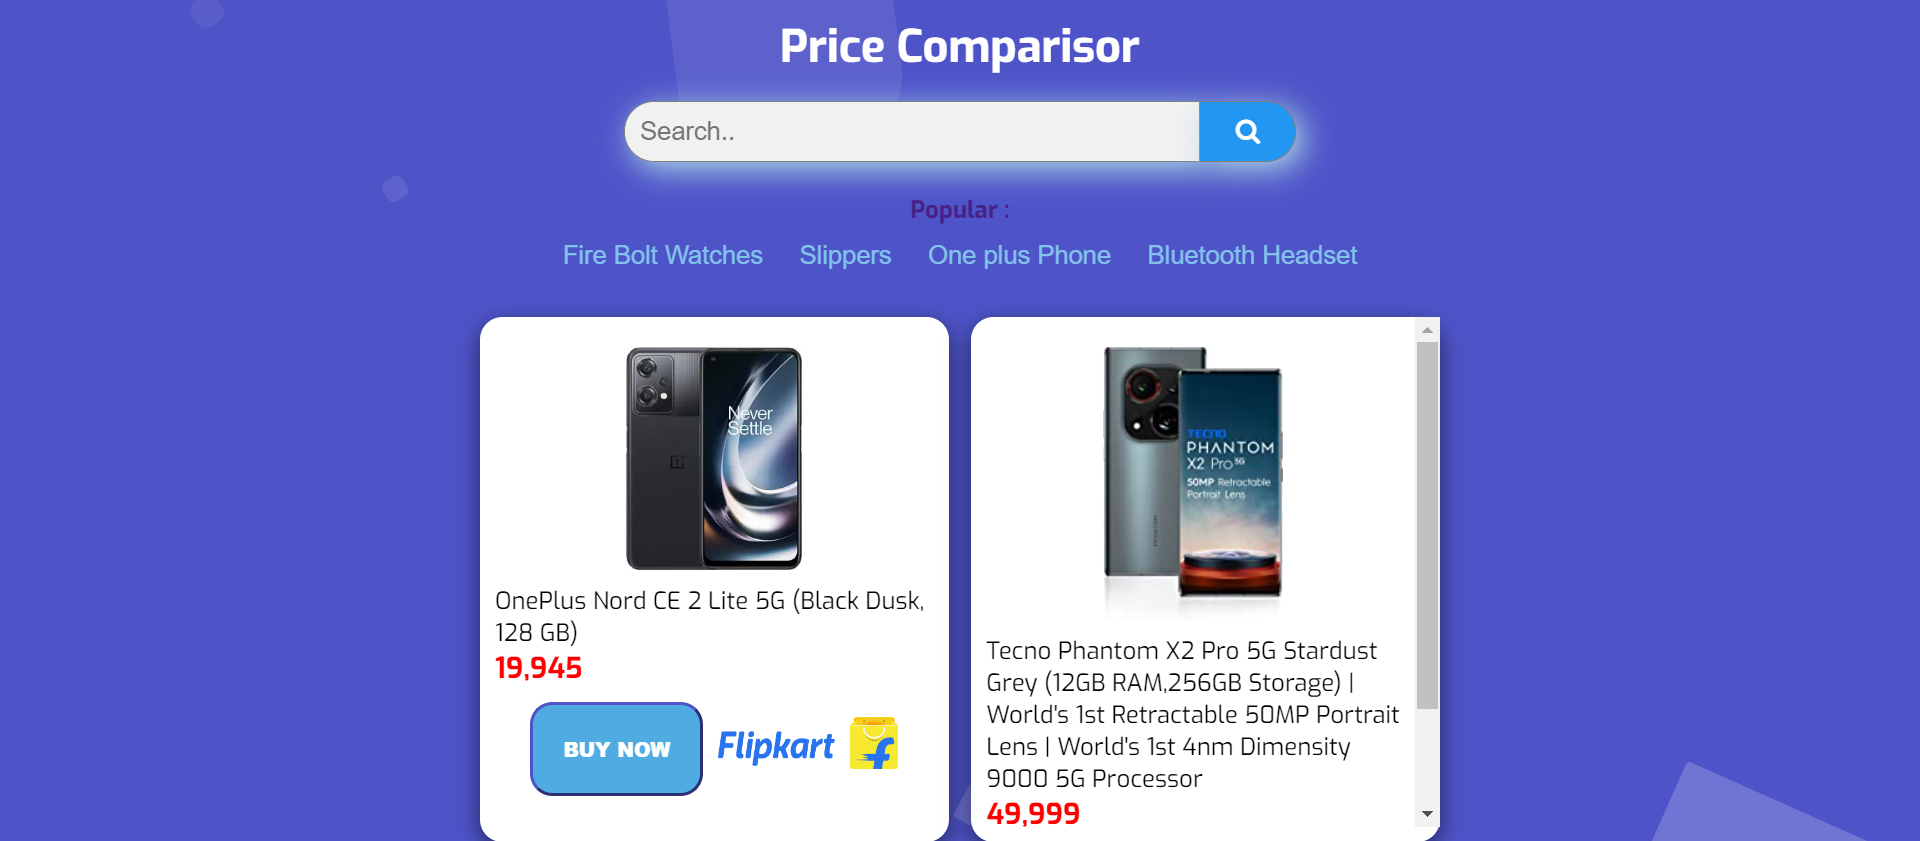 Price Comparisor
Search..
Popular :
Fire Bolt Watches Slippers One plus Phone Bluetooth Headset
Never
Settle
OnePlus Nord CE 2 Lite 5G (Black Dusk,
128 GB)
19,945
BUY NOW
Flipkart
TECNO
PHANTOM
X2 Pro 5G
50MP Retractable
Portrait Lens
Tecno Phantom X2 Pro 5G Stardust
Grey (12GB RAM,256GB Storage) |
World's 1st Retractable 50MP Portrait
Lens | World's 1st 4nm Dimensity
9000 5G Processor
49,999